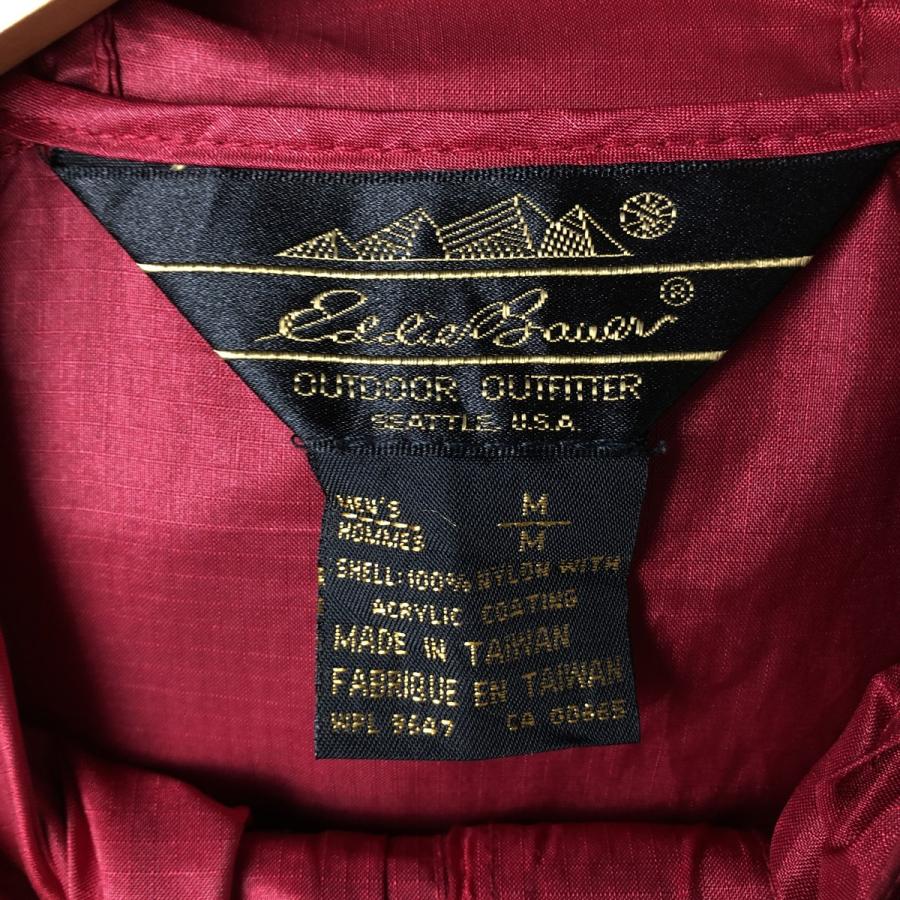 Eddie Bauer®
OUTDOOR OUTFITTER
SEATTLE, U.S.A.
MEN'S M
HOMMES M
SHELL: 100% NYLON WITH
ACRYLIC COATING
MADE IN TAIWAN
FABRIQUE EN TAIWAN
WPL 9647 CA 00865